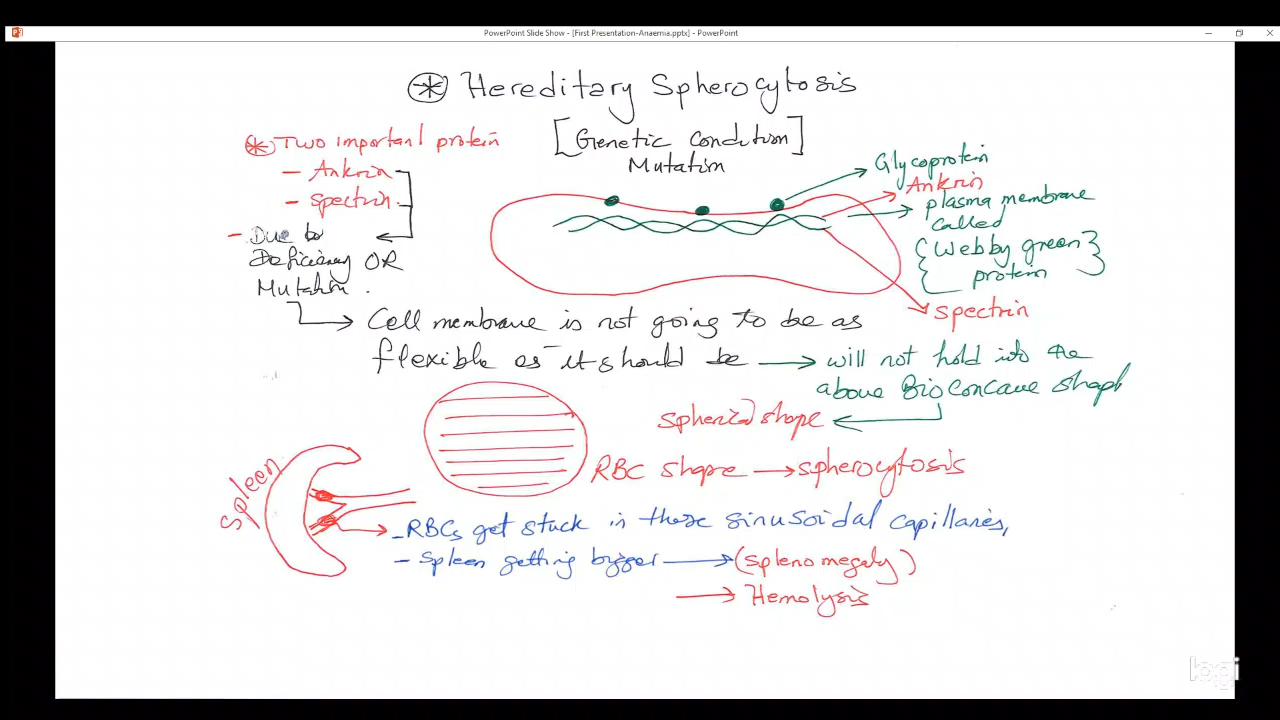 PowerPoint Slide Show - [First Presentation-Anaemia.pptx] - PowerPoint
Hereditary Spherocytosis
[Genetic Condition]
Mutation
Two important protein
- Ankrin
- Spectrin
- Due to
Deficiency OR
Mutation.
Glycoprotein
Ankrin
plasma membrane
called
{Webby green}
protein
Spectrin
Cell membrane is not going to be as
flexible as it should be → will not hold into the
above Bioconcave shape
Spherical shape
RBC shape → spherocytosis
Spleen
- RBCs get stuck in these sinusoidal capillaries,
- Spleen getting bigger → (splenomegaly)
→ Hemolysis
logi